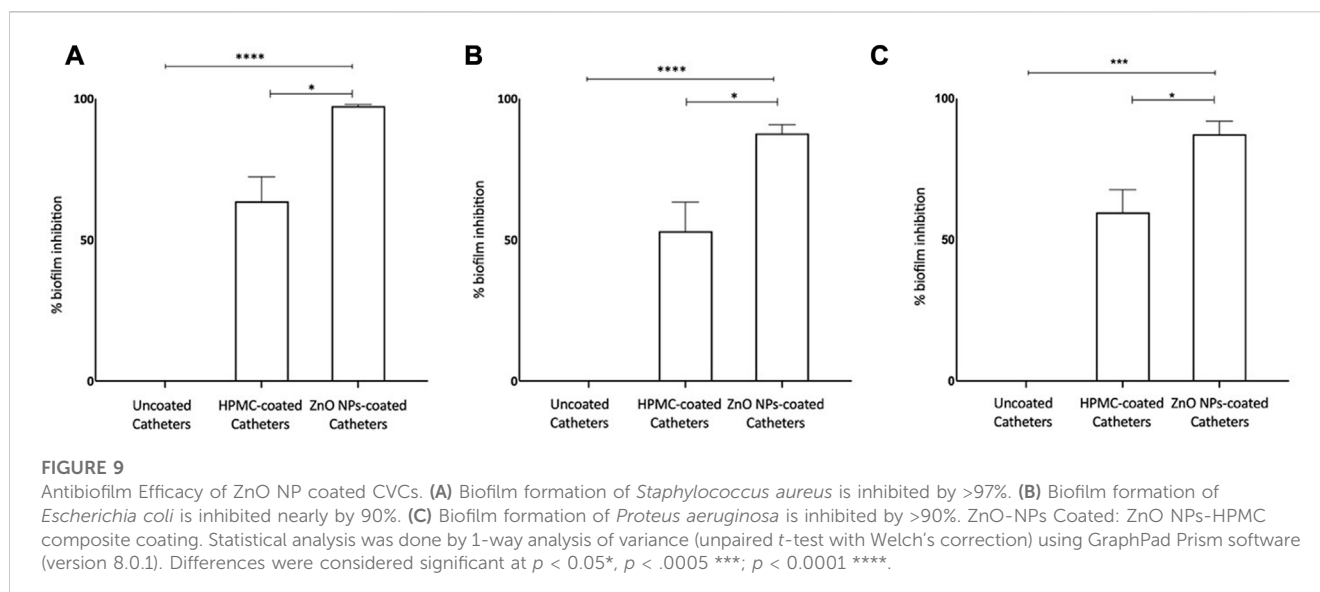 A
B
C
****
*
****
*
***
*
100
50
0
% biofilm inhibition
Uncoated
Catheters
HPMC-coated
Catheters
ZnO NPs-coated
Catheters
100
50
0
% biofilm inhibition
Uncoated
Catheters
HPMC-coated
Catheters
ZnO NPs-coated
Catheters
100
50
0
% biofilm inhibition
Uncoated
Catheters
HPMC-coated
Catheters
ZnO NPs-coated
Catheters
FIGURE 9
Antibiofilm Efficacy of ZnO NP coated CVCs. (A) Biofilm formation of Staphylococcus aureus is inhibited by >97%. (B) Biofilm formation of
Escherichia coli is inhibited nearly by 90%. (C) Biofilm formation of Proteus aeruginosa is inhibited by >90%. ZnO-NPs Coated: ZnO NPs-HPMC
composite coating. Statistical analysis was done by 1-way analysis of variance (unpaired t-test with Welch's correction) using GraphPad Prism software
(version 8.0.1). Differences were considered significant at p < 0.05*, p < .0005 ***; p < 0.0001 ****.